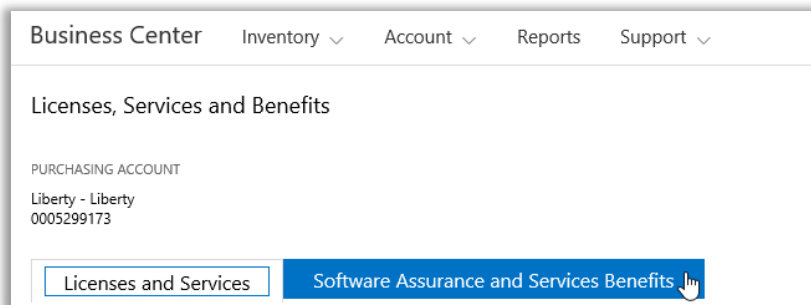 Business Center Inventory Account Reports Support
Licenses, Services and Benefits
PURCHASING ACCOUNT
Liberty - Liberty
0005299173
Licenses and Services Software Assurance and Services Benefits